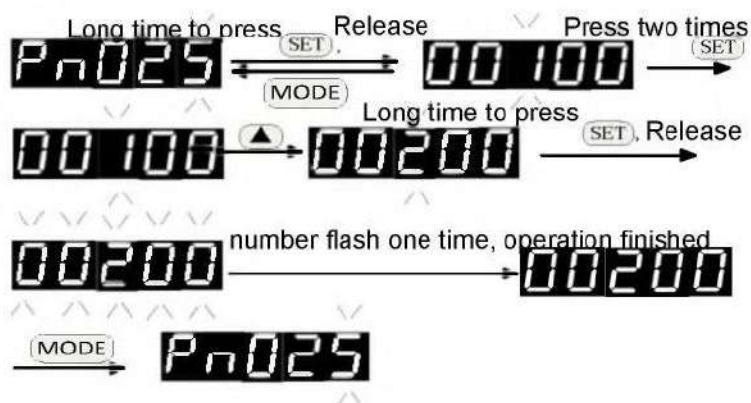 Long time to press Release Press two times
Pn025 SET, 00100 SET
MODE
Long time to press
00100 ▲ 00200 SET, Release
00200 number flash one time, operation finished 00200
MODE Pn025